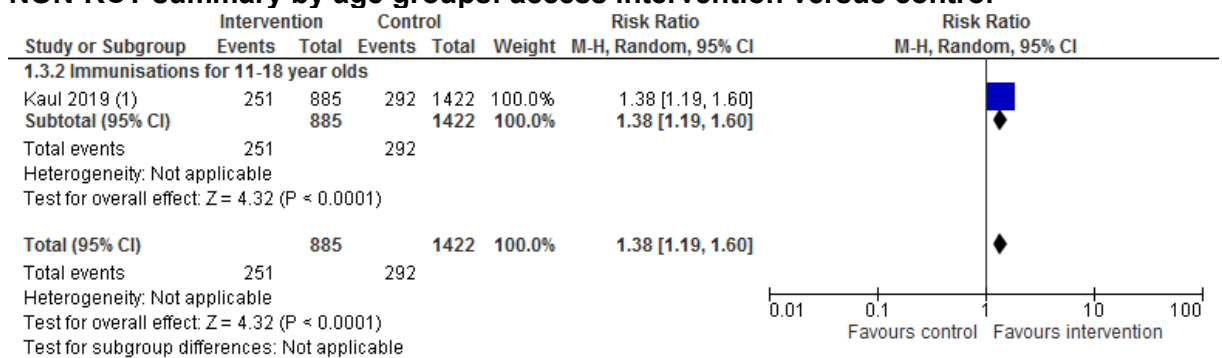 NON-RCT summary by age groups: access intervention versus control
Intervention Control Risk Ratio Risk Ratio
Study or Subgroup Events Total Events Total Weight M-H, Random, 95% CI M-H, Random, 95% CI
1.3.2 Immunisations for 11-18 year olds
Kaul 2019 (1) 251 885 292 1422 100.0% 1.38 [1.19, 1.60]
Subtotal (95% CI) 885 1422 100.0% 1.38 [1.19, 1.60]
Total events 251 292
Heterogeneity: Not applicable
Test for overall effect: Z = 4.32 (P < 0.0001)
Total (95% CI) 885 1422 100.0% 1.38 [1.19, 1.60]
Total events 251 292
Heterogeneity: Not applicable
Test for overall effect: Z = 4.32 (P < 0.0001)
Test for subgroup differences: Not applicable
0.01 0.1 1 10 100
Favours control Favours intervention